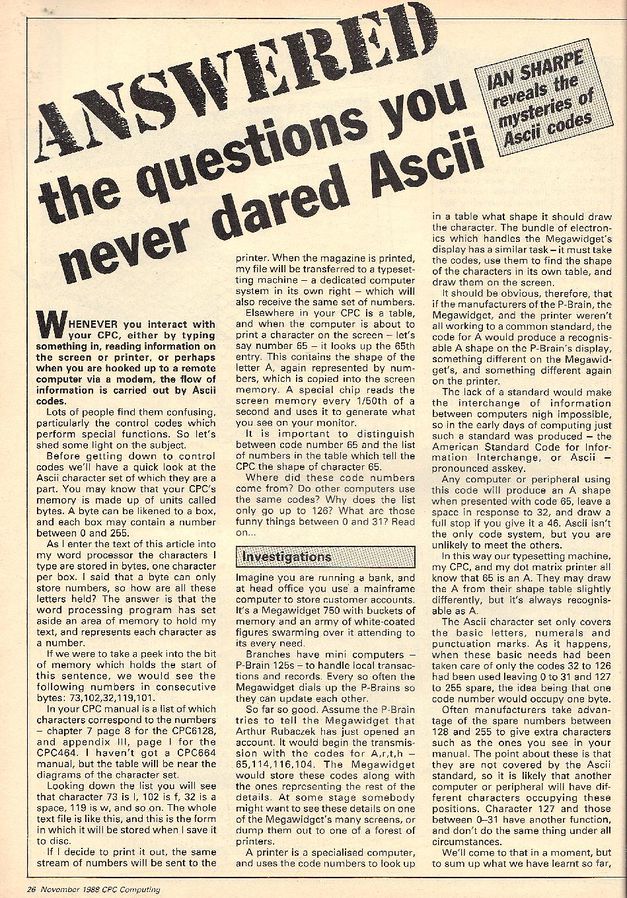 ANSWERED
the questions you
never dared Ascii
IAN SHARPE
reveals the
mysteries of
Ascii codes
WHENEVER you interact with
your CPC, either by typing
something in, reading information on
the screen or printer, or perhaps
when you are hooked up to a remote
computer via a modem, the flow of
information is carried out by Ascii
codes.
Lots of people find them confusing,
particularly the control codes which
perform special functions. So let's
shed some light on the subject.
Before getting down to control
codes we'll have a quick look at the
Ascii character set of which they are a
part. You may know that your CPC's
memory is made up of units called
bytes. A byte can be likened to a box,
and each box may contain a number
between 0 and 255.
As I enter the text of this article into
my word processor the characters I
type are stored in bytes, one character
per box. I said that a byte can only
store numbers, so how are all these
letters held? The answer is that the
word processing program has set
aside an area of memory to hold my
text, and represents each character as
a number.
If we were to take a peek into the bit
of memory which holds the start of
this sentence, we would see the
following numbers in consecutive
bytes: 73,102,32,119,101.
In your CPC manual is a list of which
characters correspond to the numbers
– chapter 7 page 8 for the CPC6128,
and appendix III, page I for the
CPC464. I haven't got a CPC664
manual, but the table will be near the
diagrams of the character set.
Looking down the list you will see
that character 73 is I, 102 is f, 32 is a
space, 119 is w, and so on. The whole
text file is like this, and this is the form
in which it will be stored when I save it
to disc.
If I decide to print it out, the same
stream of numbers will be sent to the
printer. When the magazine is printed,
my file will be transferred to a typeset-
ting machine – a dedicated computer
system in its own right – which will
also receive the same set of numbers.
Elsewhere in your CPC is a table,
and when the computer is about to
print a character on the screen – let's
say number 65 – it looks up the 65th
entry. This contains the shape of the
letter A, again represented by num-
bers, which is copied into the screen
memory. A special chip reads the
screen memory every 1/50th of a
second and uses it to generate what
you see on your monitor.
It is important to distinguish
between code number 65 and the list
of numbers in the table which tell the
CPC the shape of character 65.
Where did these code numbers
come from? Do other computers use
the same codes? Why does the list
only go up to 126? What are those
funny things between 0 and 31? Read
on...
Investigations
Imagine you are running a bank, and
at head office you use a mainframe
computer to store customer accounts.
It's a Megawidget 750 with buckets of
memory and an army of white-coated
figures swarming over it attending to
its every need.
Branches have mini computers –
P-Brain 125s – to handle local transac-
tions and records. Every so often the
Megawidget dials up the P-Brains so
they can update each other.
So far so good. Assume the P-Brain
tries to tell the Megawidget that
Arthur Rubaczek has just opened an
account. It would begin the transmis-
sion with the codes for A,r,t,h –
65,114,116,104. The Megawidget
would store these codes along with
the ones representing the rest of the
details. At some stage somebody
might want to see these details on one
of the Megawidget's many screens, or
dump them out to one of a forest of
printers.
A printer is a specialised computer,
and uses the code numbers to look up
in a table what shape it should draw
the character. The bundle of electron-
ics which handles the Megawidget's
display has a similar task – it must take
the codes, use them to find the shape
of the characters in its own table, and
draw them on the screen.
It should be obvious, therefore, that
if the manufacturers of the P-Brain, the
Megawidget, and the printer weren't
all working to a common standard, the
code for A would produce a recognis-
able A shape on the P-Brain's display,
something different on the Megawid-
get's, and something different again
on the printer.
The lack of a standard would make
the interchange of information
between computers nigh impossible,
so in the early days of computing just
such a standard was produced – the
American Standard Code for Infor-
mation Interchange, or Ascii –
pronounced asskey.
Any computer or peripheral using
this code will produce an A shape
when presented with code 65, leave a
space in response to 32, and draw a
full stop if you give it a 46. Ascii isn't
the only code system, but you are
unlikely to meet the others.
In this way our typesetting machine,
my CPC, and my dot matrix printer all
know that 65 is an A. They may draw
the A from their shape table slightly
differently, but it's always recognis-
able as A.
The Ascii character set only covers
the basic letters, numerals and
punctuation marks. As it happens,
when these basic needs had been
taken care of only the codes 32 to 126
had been used leaving 0 to 31 and 127
to 255 spare, the idea being that one
code number would occupy one byte.
Often manufacturers take advan-
tage of the spare numbers between
128 and 255 to give extra characters
such as the ones you see in your
manual. The point about these is that
they are not covered by the Ascii
standard, so it is likely that another
computer or peripheral will have dif-
ferent characters occupying these
positions. Character 127 and those
between 0–31 have another function,
and don't do the same thing under all
circumstances.
We'll come to that in a moment, but
to sum up what we have learnt so far,
26 November 1988 CPC Computing